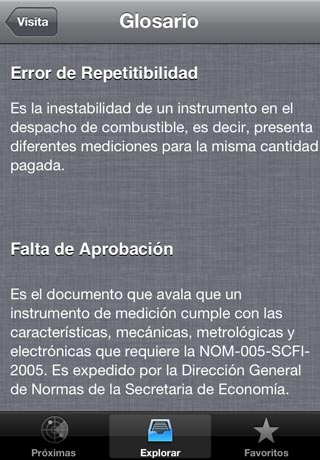 Visita
Glosario
Error de Repetitibilidad
Es la inestabilidad de un instrumento en el
despacho de combustible, es decir, presenta
diferentes mediciones para la misma cantidad
pagada.
Falta de Aprobación
Es el documento que avala que un
instrumento de medición cumple con las
características, mecánicas, metrológicas y
electrónicas que requiere la NOM-005-SCFI-
2005. Es expedido por la Dirección General
de Normas de la Secretaria de Economía.
Próximas
Explorar
Favoritos